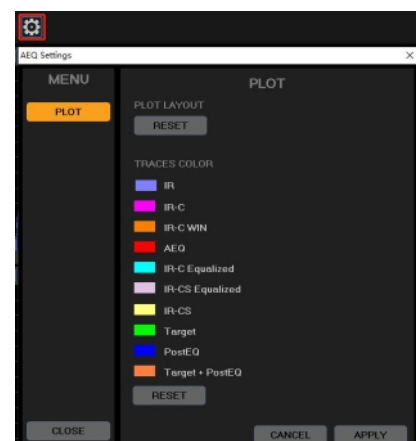 AEQ Settings
MENU
PLOT
CLOSE
PLOT
PLOT LAYOUT
RESET
TRACES COLOR
IR
IR-C
IR-C WIN
AEQ
IR-C Equalized
IR-CS Equalized
IR-CS
Target
PostEQ
Target + PostEQ
RESET
CANCEL
APPLY